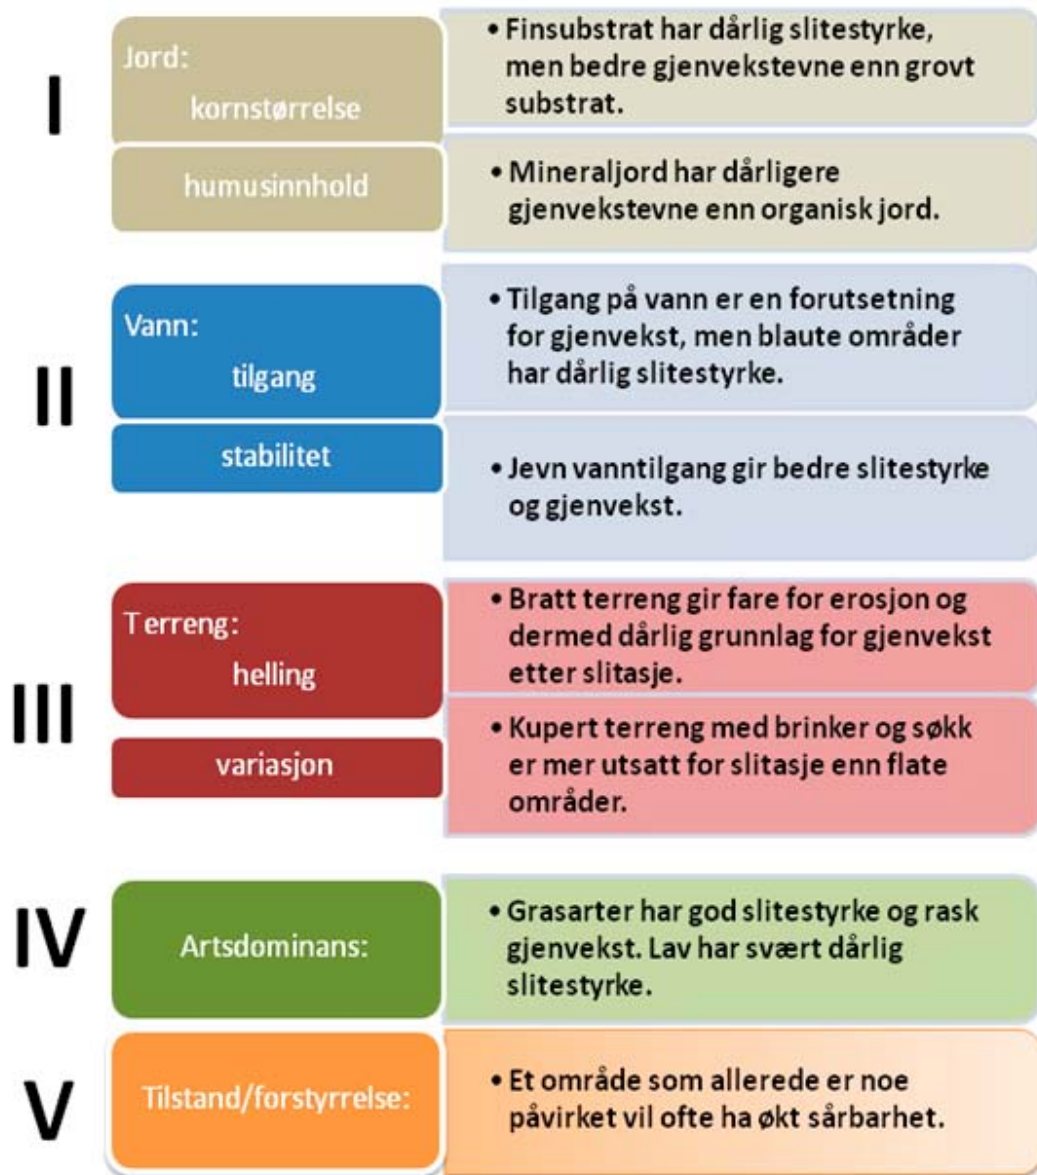 I
Jord:
kornstørrelse
• Finsubstrat har dårlig slitestyrke,
men bedre gjenvekstevne enn grovt
substrat.
humusinnhold
• Mineraljord har dårligere
gjenvekstevne enn organisk jord.
II
Vann:
tilgang
• Tilgang på vann er en forutsetning
for gjenvekst, men blaute områder
har dårlig slitestyrke.
stabilitet
• Jevn vanntilgang gir bedre slitestyrke
og gjenvekst.
III
Terreng:
helling
• Bratt terreng gir fare for erosjon og
dermed dårlig grunnlag for gjenvekst
etter slitasje.
variasjon
• Kupert terreng med brinker og søkk
er mer utsatt for slitasje enn flate
områder.
IV
Artsdominans:
• Grasarter har god slitestyrke og rask
gjenvekst. Lav har svært dårlig
slitestyrke.
V
Tilstand/forstyrrelse:
• Et område som allerede er noe
påvirket vil ofte ha økt sårbarhet.